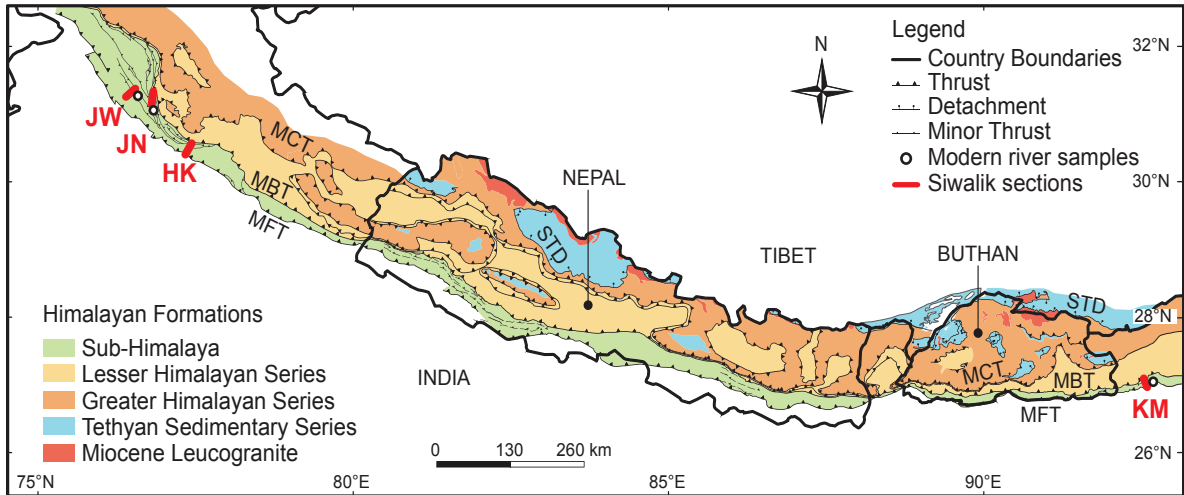 Legend
Country Boundaries
Thrust
Detachment
Minor Thrust
Modern river samples
Siwalik sections
N
32°N
30°N
28°N
26°N
JW
JN
HK
MCT
MBT
MFT
NEPAL
STD
TIBET
BUTHAN
STD
INDIA
MCT
MBT
MFT
KM
Himalayan Formations
Sub-Himalaya
Lesser Himalayan Series
Greater Himalayan Series
Tethyan Sedimentary Series
Miocene Leucogranite
0 130 260 km
75°N 80°E 85°E 90°E